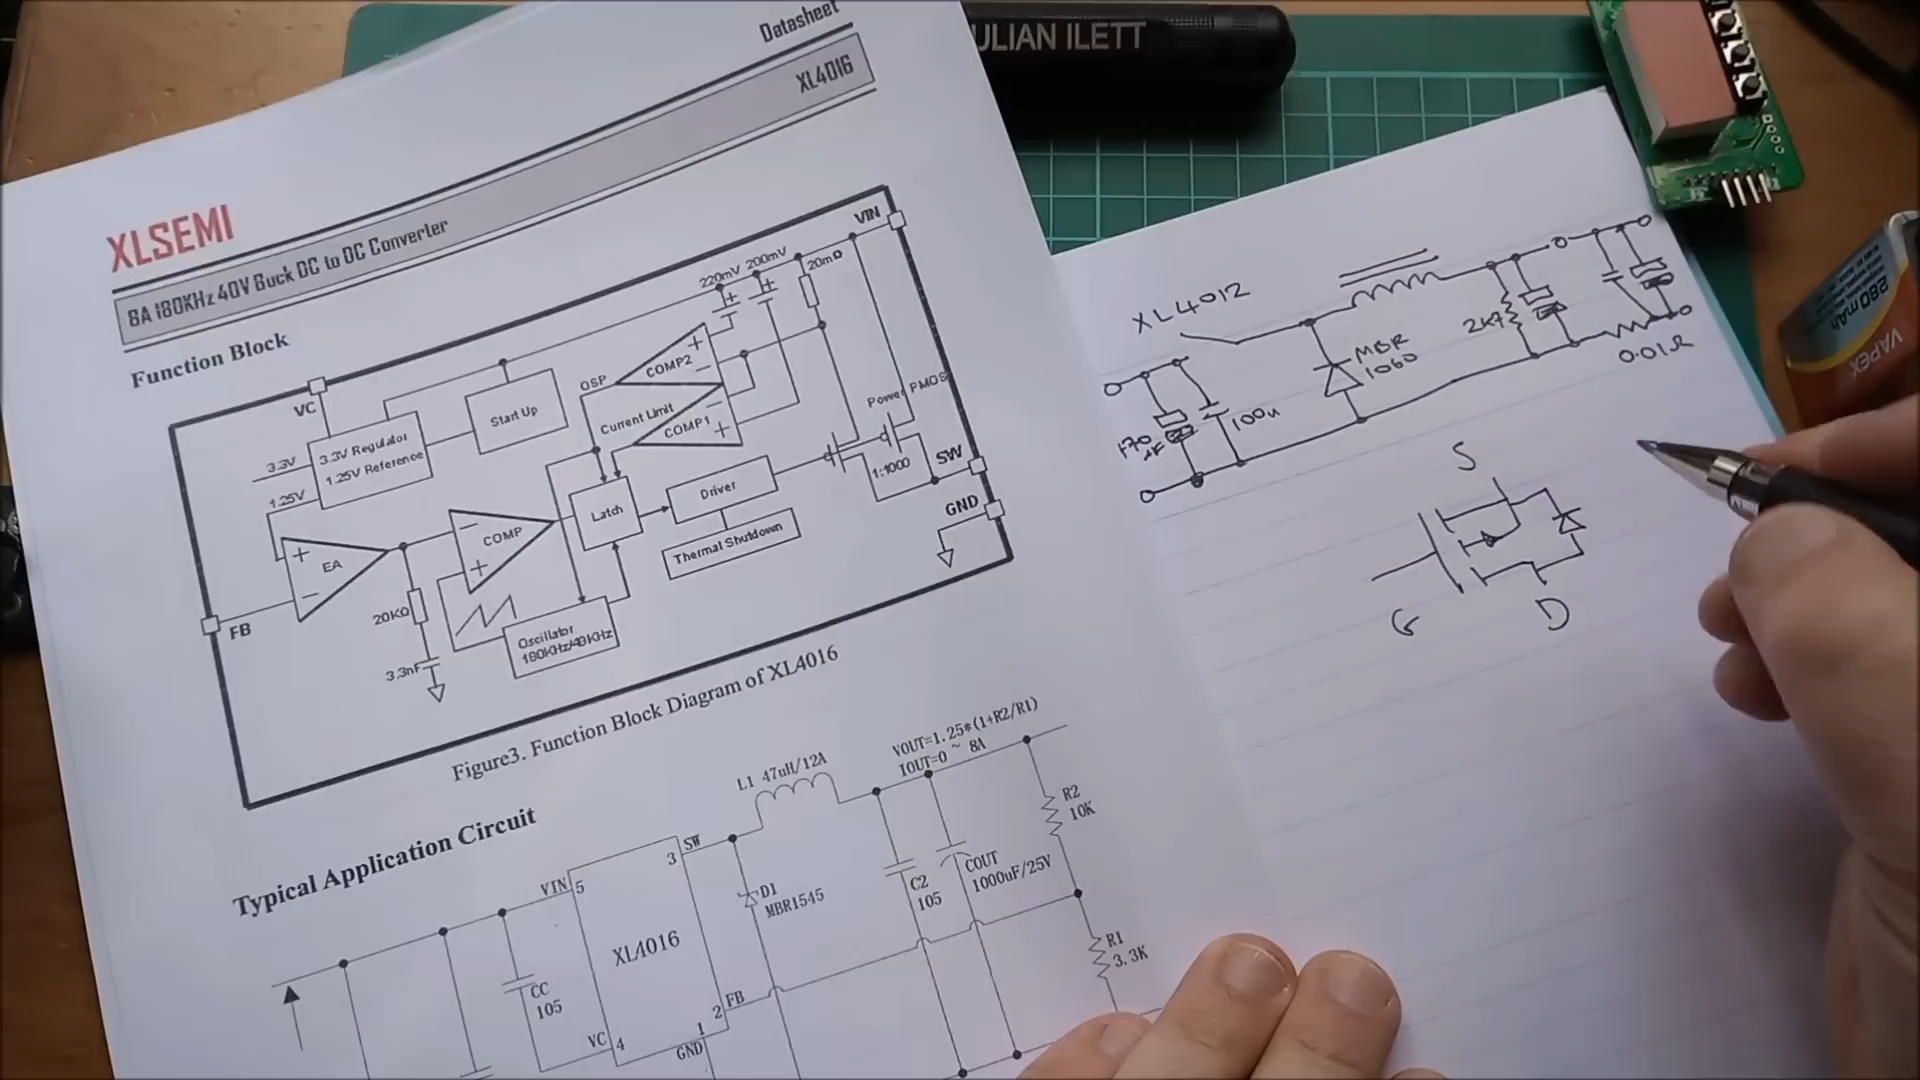 ULIAN ILETT
Datasheet
XLSEMI
XL4016
8A 180KHz 40V Buck DC to DC Converter
Function Block
VIN
220mV 200mV
20mΩ
VC
OSP
COMP2
+
−
Start Up
Current Limit
COMP1
−
+
Power PMOS
3.3V
3.3V Regulator
1.25V Reference
1.25V
SW
1:1000
Latch
Driver
GND
Thermal Shutdown
+
EA
−
−
COMP
+
FB
20KΩ
Oscillator
180KHz/48KHz
3.3nF
Figure3. Function Block Diagram of XL4016
Typical Application Circuit
VOUT=1.25*(1+R2/R1)
IOUT=0 ~ 8A
L1 47uH/12A
R2
10K
3
SW
VIN
5
D1
MBR1545
C2
105
COUT
1000uF/25V
XL4016
CC
105
R1
3.3K
2
FB
VC
4
1
GND
XL4012
2k7
MBR
1060
0.01Ω
100n
S
G
D
280mAh
VAPEX